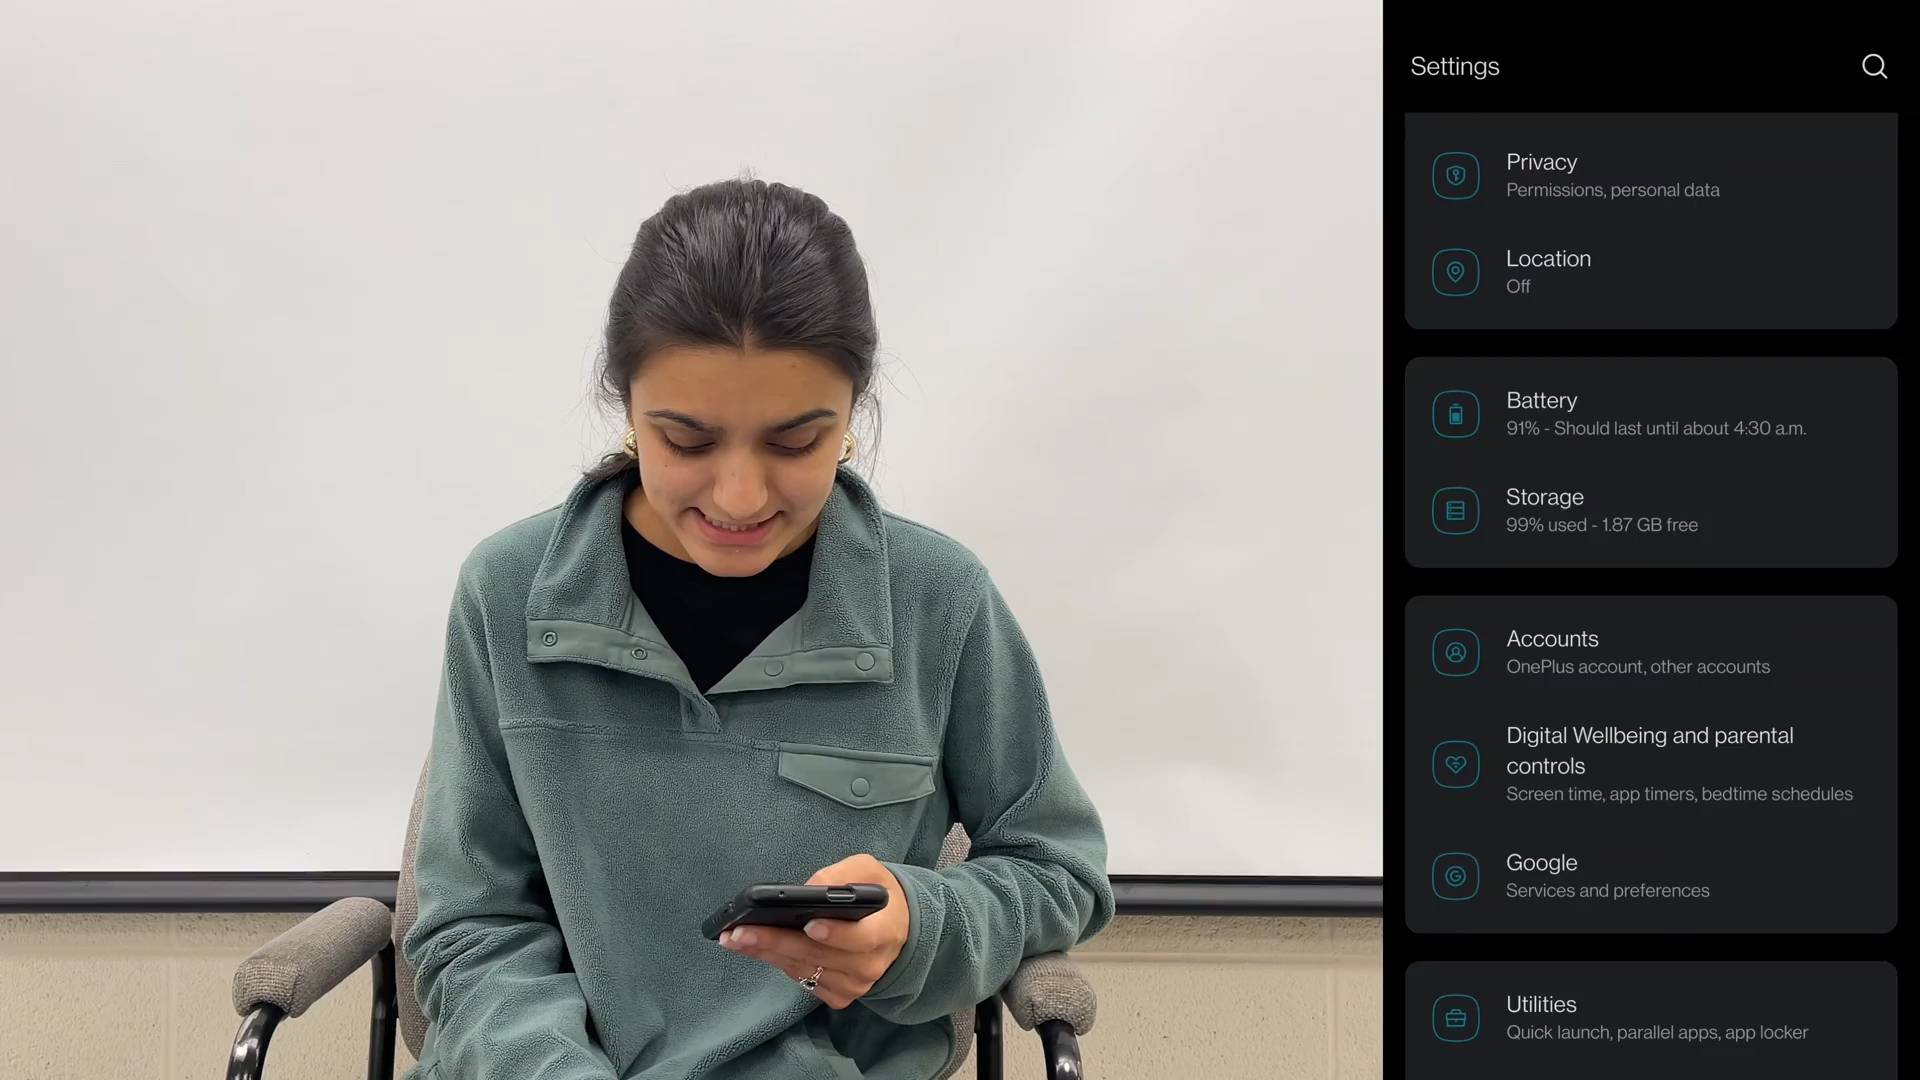 Settings
Privacy
Permissions, personal data
Location
Off
Battery
91% - Should last until about 4:30 a.m.
Storage
99% used - 1.87 GB free
Accounts
OnePlus account, other accounts
Digital Wellbeing and parental
controls
Screen time, app timers, bedtime schedules
Google
Services and preferences
Utilities
Quick launch, parallel apps, app locker